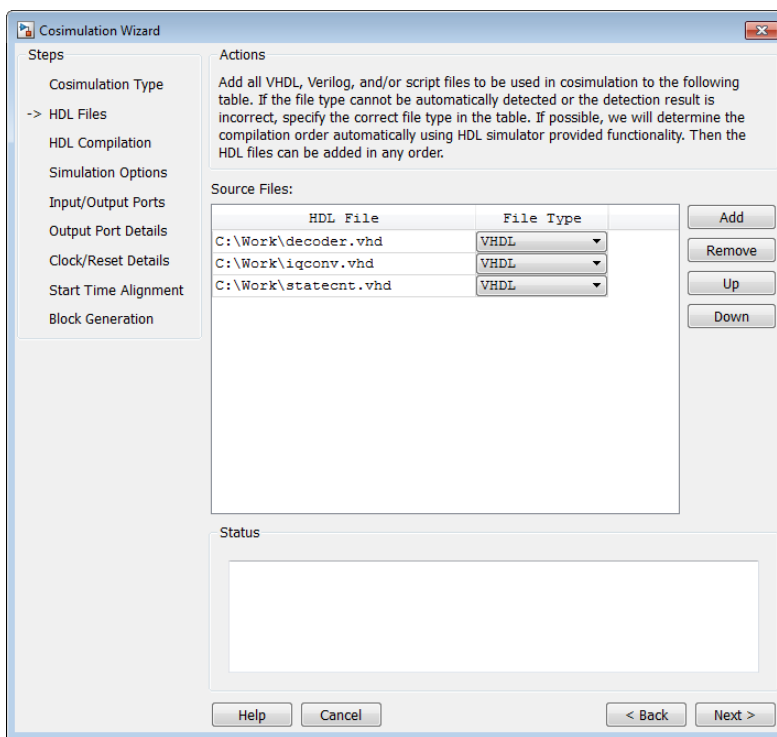 Cosimulation Wizard
Steps
Cosimulation Type
-> HDL Files
HDL Compilation
Simulation Options
Input/Output Ports
Output Port Details
Clock/Reset Details
Start Time Alignment
Block Generation
Actions
Add all VHDL, Verilog, and/or script files to be used in cosimulation to the following
table. If the file type cannot be automatically detected or the detection result is
incorrect, specify the correct file type in the table. If possible, we will determine the
compilation order automatically using HDL simulator provided functionality. Then the
HDL files can be added in any order.
Source Files:
HDL File File Type
C:\Work\decoder.vhd VHDL
C:\Work\iqconv.vhd VHDL
C:\Work\statecnt.vhd VHDL
Add
Remove
Up
Down
Status
Help Cancel < Back Next >